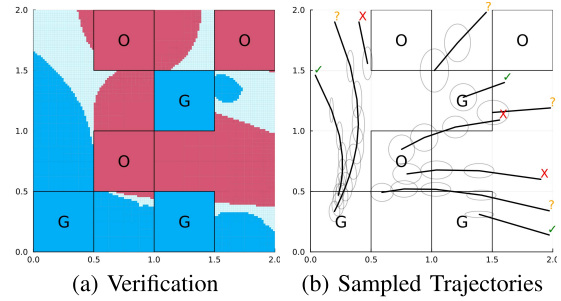 2.0
1.5
1.0
0.5
0.0
0.0 0.5 1.0 1.5 2.0
O O
G
O
G G
(a) Verification
2.0
1.5
1.0
0.5
0.0
0.0 0.5 1.0 1.5 2.0
? X ?
O O
✓ ✓
G
? X
O
X
?
G G
✓
(b) Sampled Trajectories